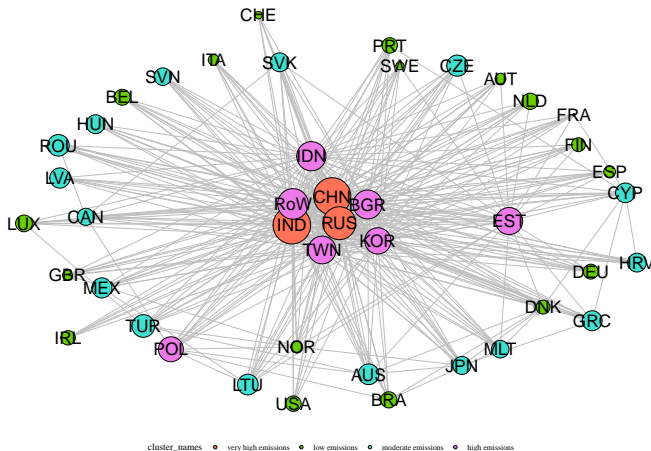 CHE
PRT
ITA
SVK
SWE
CZE
SVN
AUT
BEL
NLD
FRA
HUN
ROU
FIN
IDN
ESP
LVA
CYP
CHN
RoW
BGR
CAN
LUX
IND
RUS
EST
KOR
TWN
HRV
GBR
DEU
MEX
DNK
TUR
GRC
IRL
NOR
POL
MLT
JPN
AUS
LTU
USA
BRA
cluster_names very high emissions low emissions moderate emissions high emissions